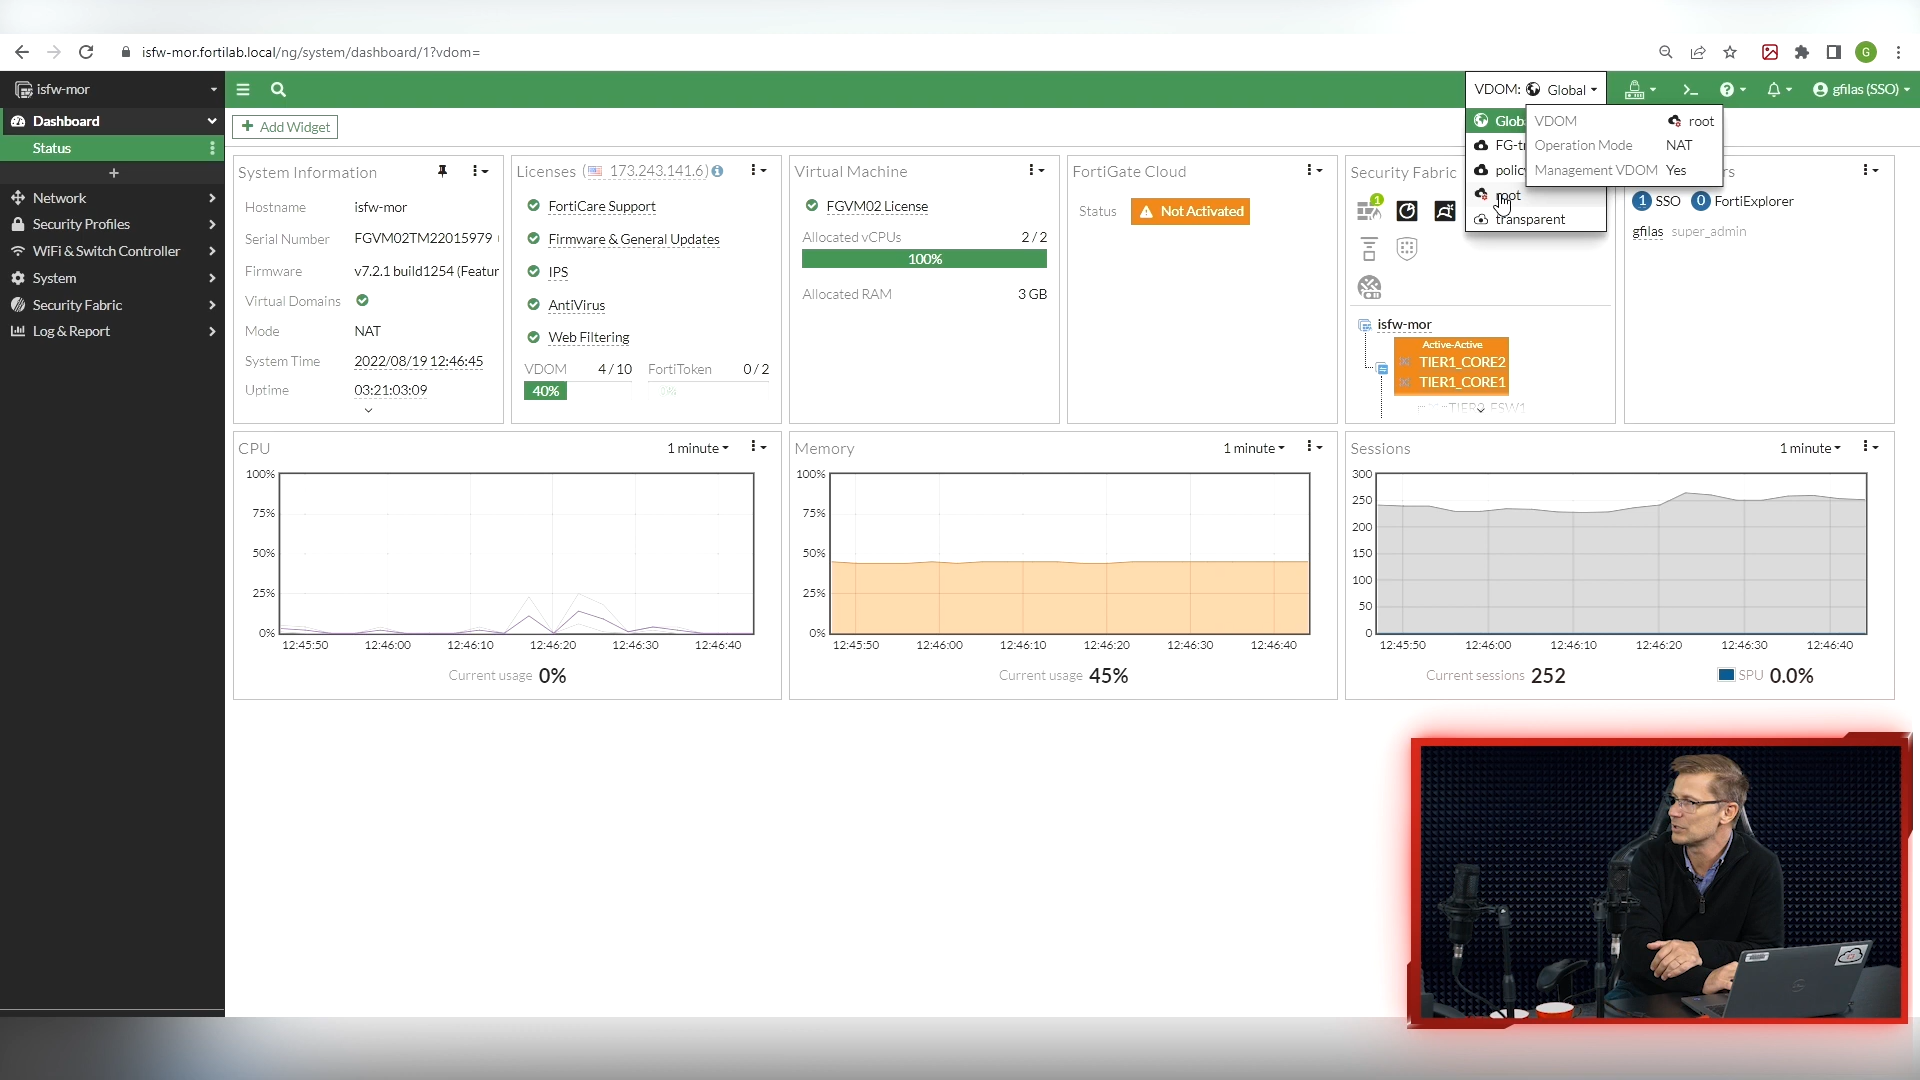 isfw-mor.fortilab.local/ng/system/dashboard/1?vdom=
G
isfw-mor
VDOM: Global
gfilas (SSO)
Dashboard
Status
+
Network
Security Profiles
WiFi & Switch Controller
System
Security Fabric
Log & Report
+ Add Widget
Glob
FG-tr
polic
root
transparent
VDOM root
Operation Mode NAT
Management VDOM Yes
System Information
Hostname isfw-mor
Serial Number FGVM02TM22015979
Firmware v7.2.1 build1254 (Featur
Virtual Domains
Mode NAT
System Time 2022/08/19 12:46:45
Uptime 03:21:03:09
Licenses (173.243.141.6)
FortiCare Support
Firmware & General Updates
IPS
AntiVirus
Web Filtering
VDOM 4/10 FortiToken 0/2
40% 0%
Virtual Machine
FGVM02 License
Allocated vCPUs 2/2
100%
Allocated RAM 3 GB
FortiGate Cloud
Status Not Activated
Security Fabric
1
isfw-mor
Active-Active
TIER1_CORE2
TIER1_CORE1
TIER2_FSW1
rs
1 SSO 0 FortiExplorer
gfilas super_admin
CPU 1 minute
100%
75%
50%
25%
0%
12:45:50 12:46:00 12:46:10 12:46:20 12:46:30 12:46:40
Current usage 0%
Memory 1 minute
100%
75%
50%
25%
0%
12:45:50 12:46:00 12:46:10 12:46:20 12:46:30 12:46:40
Current usage 45%
Sessions 1 minute
300
250
200
150
100
50
0
12:45:50 12:46:00 12:46:10 12:46:20 12:46:30 12:46:40
Current sessions 252 SPU 0.0%